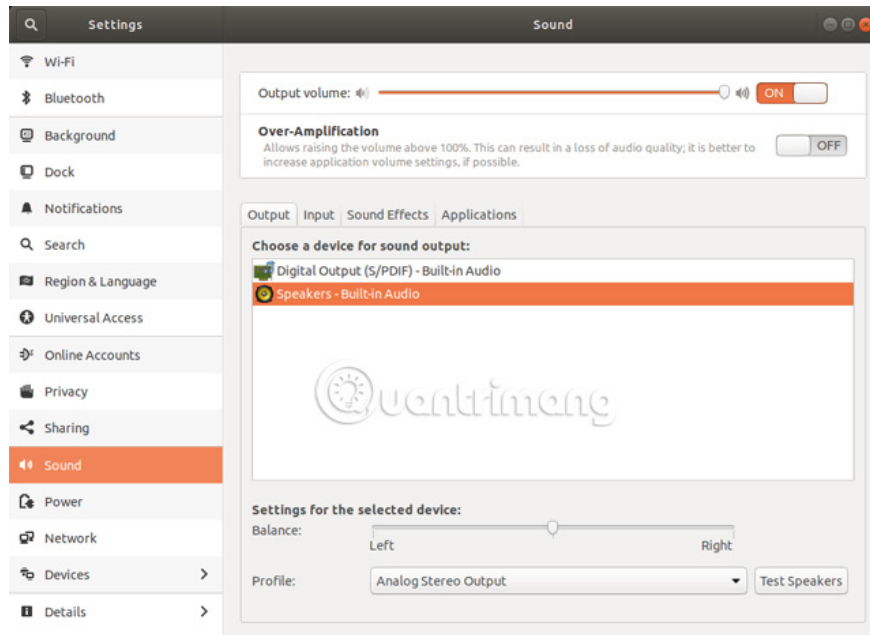 Settings
Sound
Wi-Fi
Bluetooth
Background
Dock
Notifications
Search
Region & Language
Universal Access
Online Accounts
Privacy
Sharing
Sound
Power
Network
Devices
Details
Output volume:
ON
Over-Amplification
Allows raising the volume above 100%. This can result in a loss of audio quality; it is better to
increase application volume settings, if possible.
OFF
Output Input Sound Effects Applications
Choose a device for sound output:
Digital Output (S/PDIF) - Built-in Audio
Speakers - Built-in Audio
Quantrimang
Settings for the selected device:
Balance:
Left Right
Profile: Analog Stereo Output Test Speakers